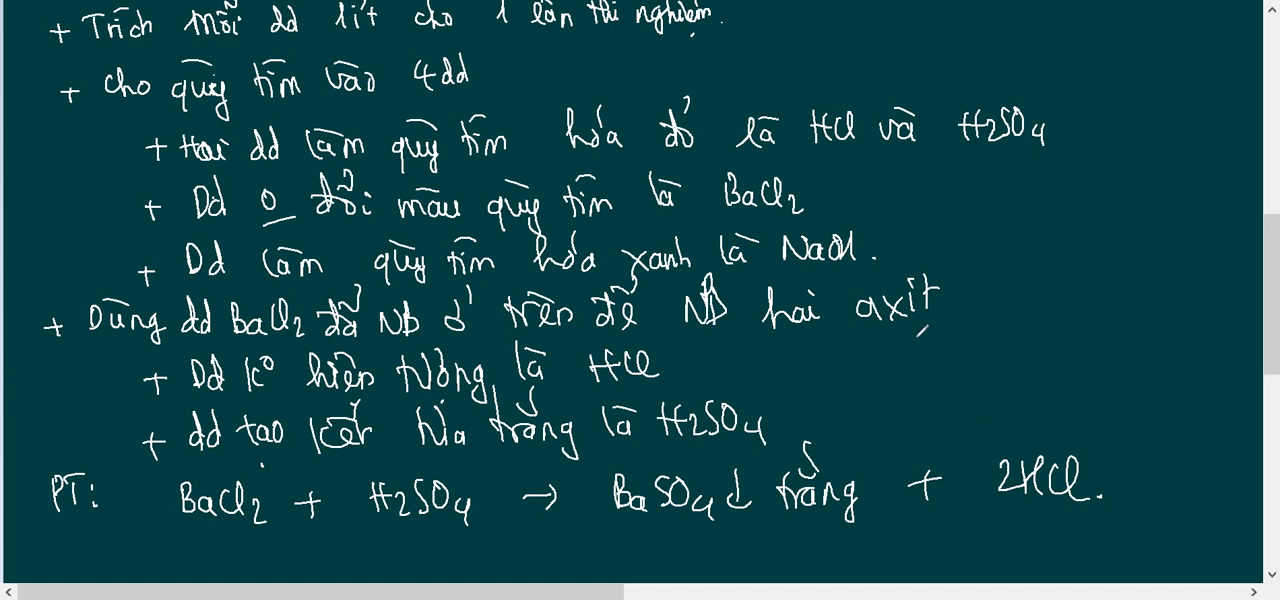 + Trích mỗi dd 1 ít cho 1 lần thí nghiệm.
+ Cho quỳ tím vào 4dd
+ Hai dd làm quỳ tím hóa đỏ là HCl và H2SO4
+ Dd o đổi màu quỳ tím là BaCl2
+ Dd làm quỳ tím hóa xanh là NaOH.
+ Dùng dd BaCl2 đã NB ở trên để NB hai axit
+ Dd ko hiện tượng là HCl
+ dd tạo kết tủa trắng là H2SO4
PT: BaCl2 + H2SO4 → BaSO4↓ trắng + 2HCl.